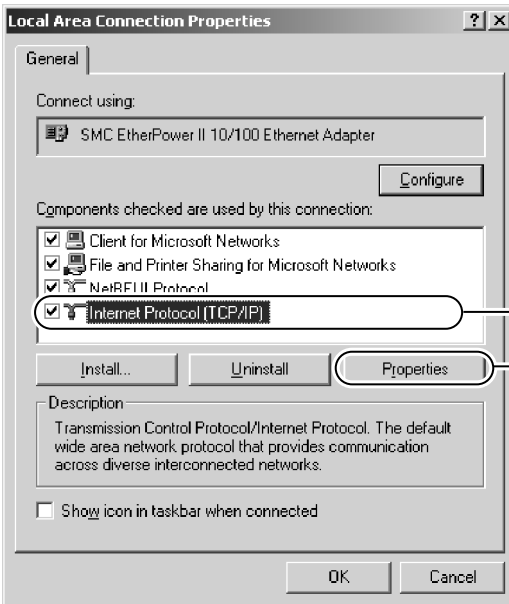 Local Area Connection Properties
General
Connect using:
SMC EtherPower II 10/100 Ethernet Adapter
Configure
Components checked are used by this connection:
Client for Microsoft Networks
File and Printer Sharing for Microsoft Networks
NetBEUI Protocol
Internet Protocol (TCP/IP)
Install... Uninstall Properties
Description
Transmission Control Protocol/Internet Protocol. The default
wide area network protocol that provides communication
across diverse interconnected networks.
Show icon in taskbar when connected
OK Cancel